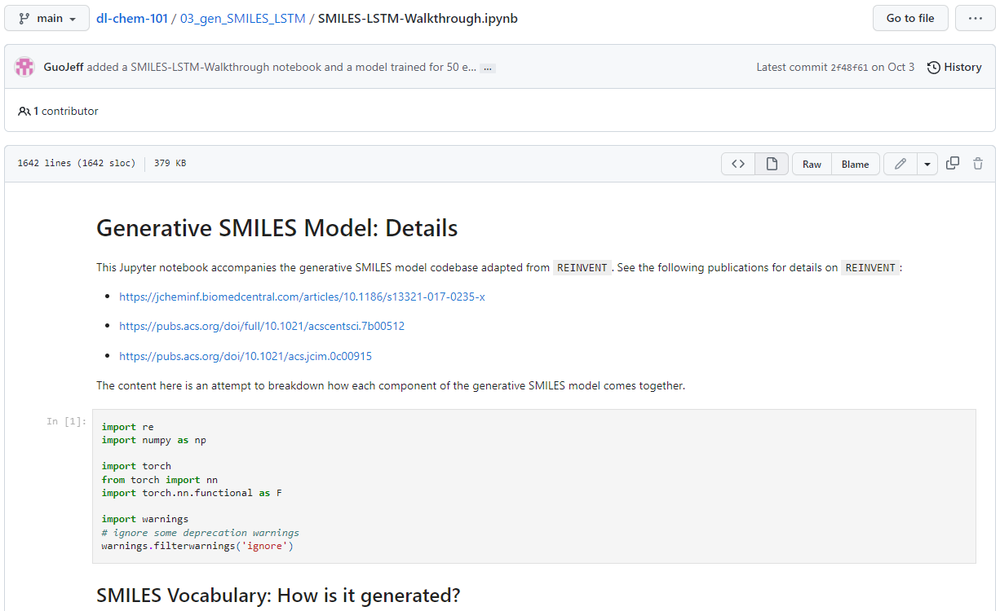 main
dl-chem-101 / 03_gen_SMILES_LSTM / SMILES-LSTM-Walkthrough.ipynb
Go to file
...
GuoJeff added a SMILES-LSTM-Walkthrough notebook and a model trained for 50 e... ...
Latest commit 2f48f61 on Oct 3
History
1 contributor
1642 lines (1642 sloc)
379 KB
<>
Raw
Blame
Generative SMILES Model: Details
This Jupyter notebook accompanies the generative SMILES model codebase adapted from REINVENT. See the following publications for details on REINVENT:
• https://jcheminf.biomedcentral.com/articles/10.1186/s13321-017-0235-x
• https://pubs.acs.org/doi/full/10.1021/acscentsci.7b00512
• https://pubs.acs.org/doi/10.1021/acs.jcim.0c00915
The content here is an attempt to breakdown how each component of the generative SMILES model comes together.
In [1]:
import re
import numpy as np
import torch
from torch import nn
import torch.nn.functional as F
import warnings
# ignore some deprecation warnings
warnings.filterwarnings('ignore')
SMILES Vocabulary: How is it generated?